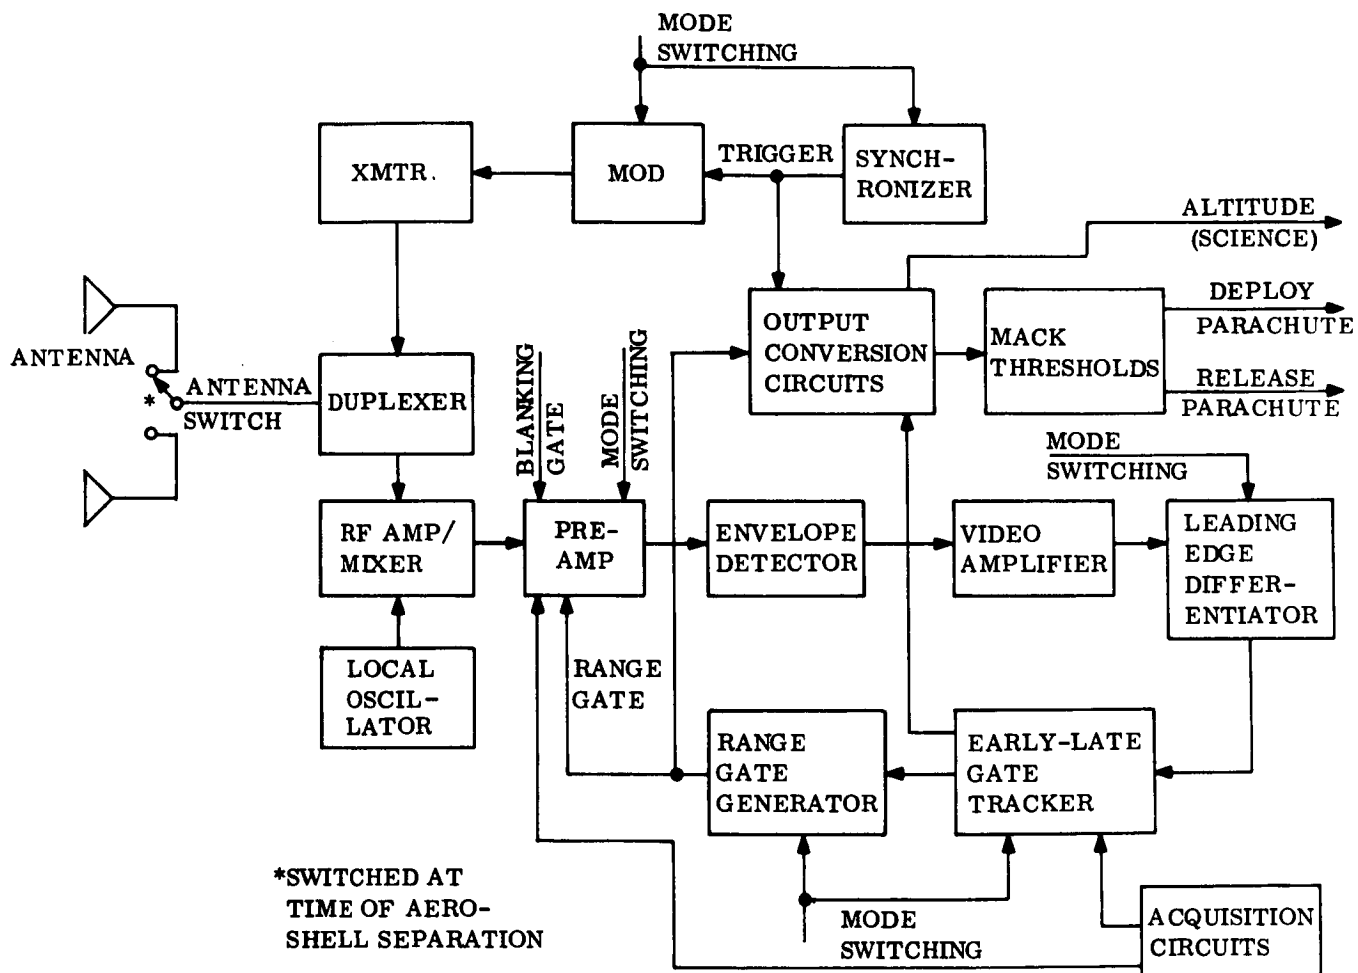 MODE
SWITCHING
XMTR.
MOD
TRIGGER
SYNCH-
RONIZER
ALTITUDE
(SCIENCE)
OUTPUT
CONVERSION
CIRCUITS
MACK
THRESHOLDS
DEPLOY
PARACHUTE
RELEASE
PARACHUTE
ANTENNA
*
ANTENNA
SWITCH
DUPLEXER
BLANKING
GATE
MODE
SWITCHING
MODE
SWITCHING
RF AMP/
MIXER
PRE-
AMP
ENVELOPE
DETECTOR
VIDEO
AMPLIFIER
LEADING
EDGE
DIFFER-
ENTIATOR
LOCAL
OSCIL-
LATOR
RANGE
GATE
RANGE
GATE
GENERATOR
EARLY-LATE
GATE
TRACKER
*SWITCHED AT
TIME OF AERO-
SHELL SEPARATION
MODE
SWITCHING
ACQUISITION
CIRCUITS